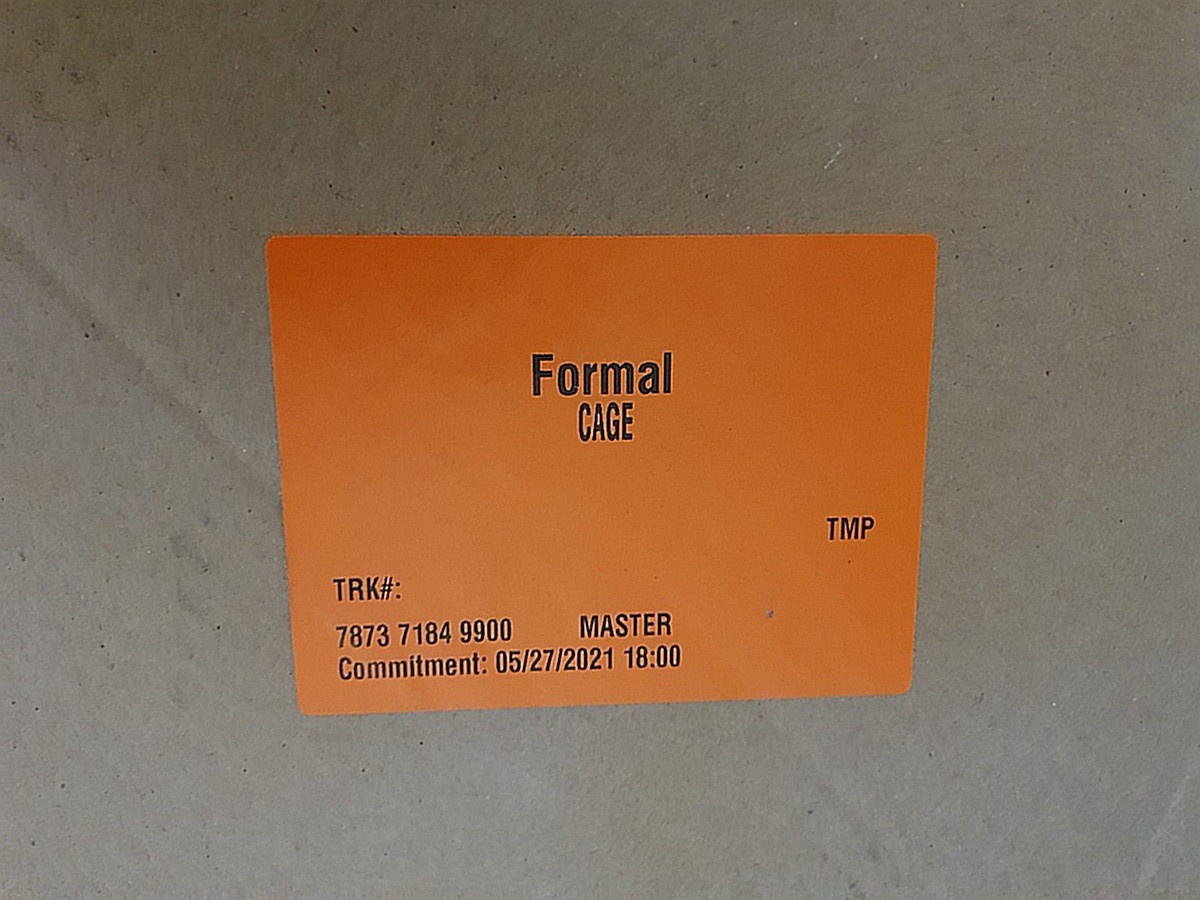 Formal
CAGE
TMP
TRK#:
7873 7184 9900 MASTER
Commitment: 05/27/2021 18:00